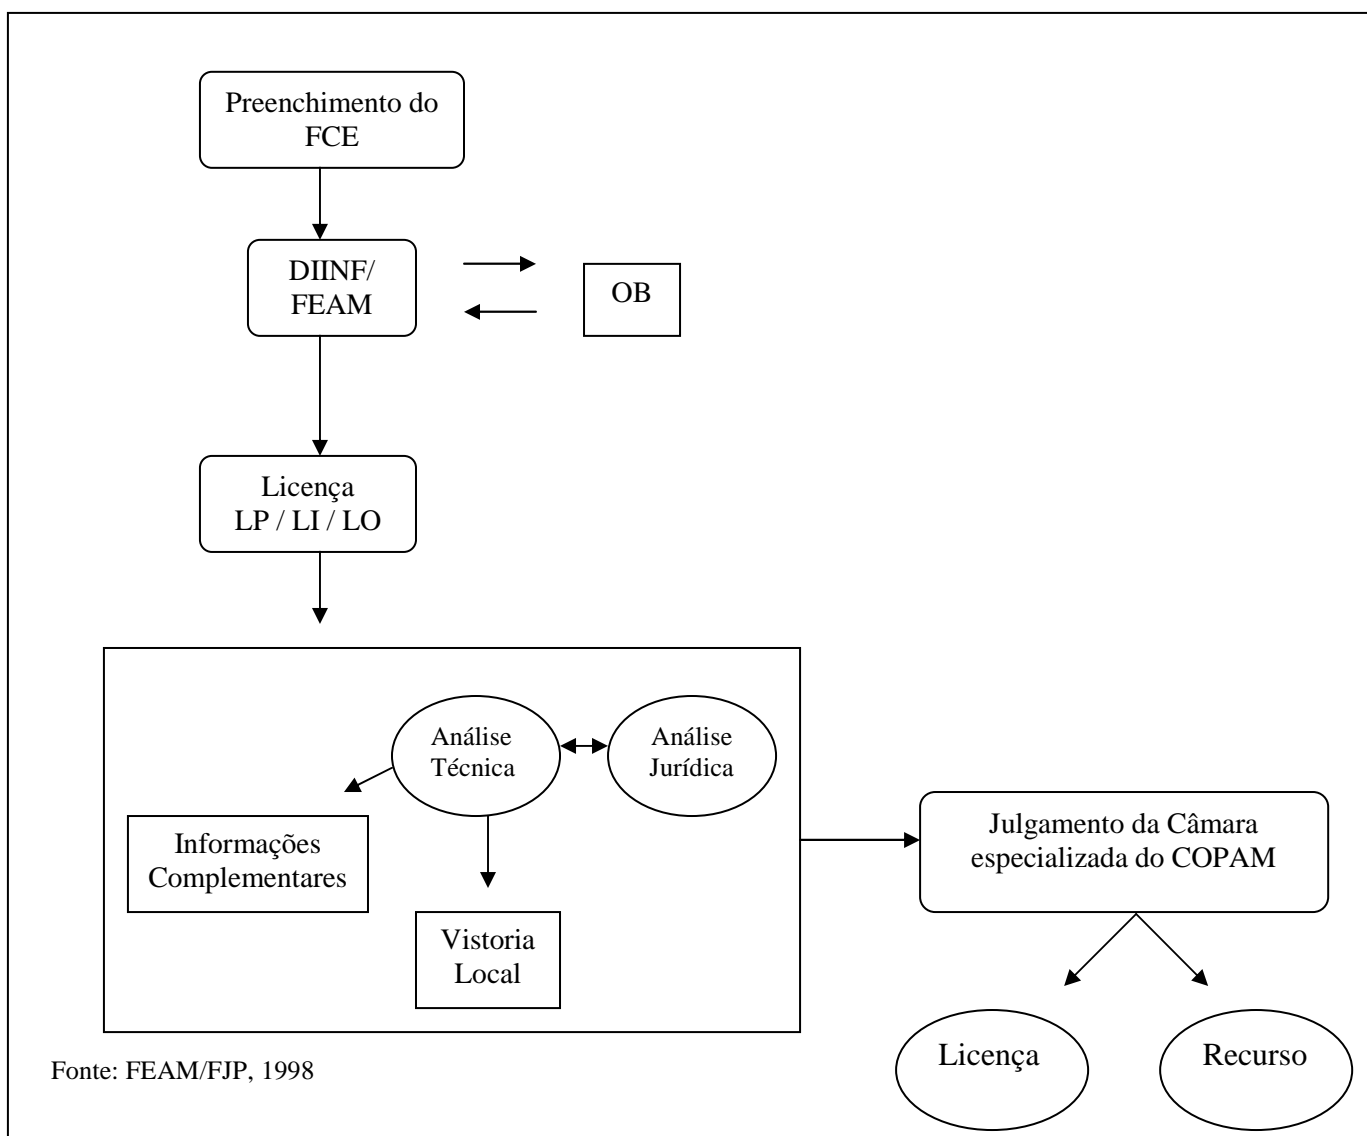 Preenchimento do
FCE
DIINF/
FEAM
OB
Licença
LP / LI / LO
Análise
Técnica
Análise
Jurídica
Informações
Complementares
Vistoria
Local
Julgamento da Câmara
especializada do COPAM
Licença
Recurso
Fonte: FEAM/FJP, 1998